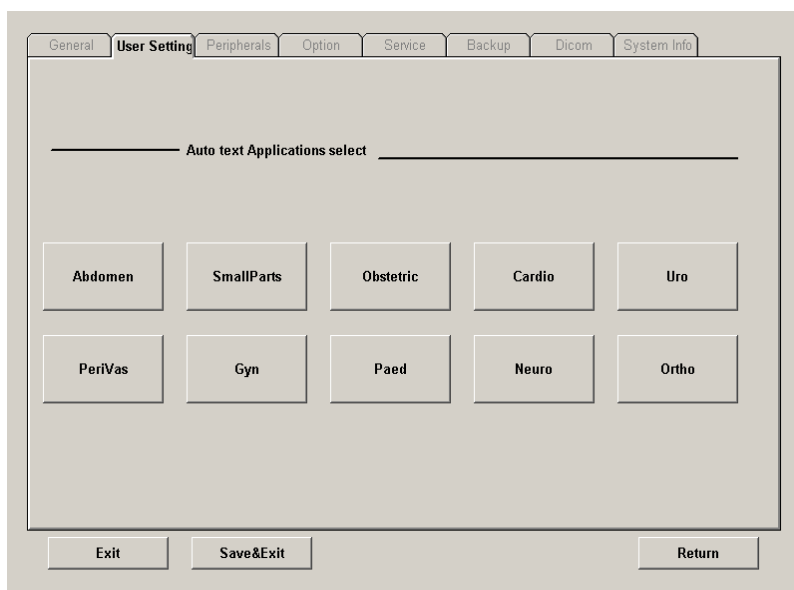 General User Setting Peripherals Option Service Backup Dicom System Info
Auto text Applications select
Abdomen SmallParts Obstetric Cardio Uro
PeriVas Gyn Paed Neuro Ortho
Exit Save&Exit Return